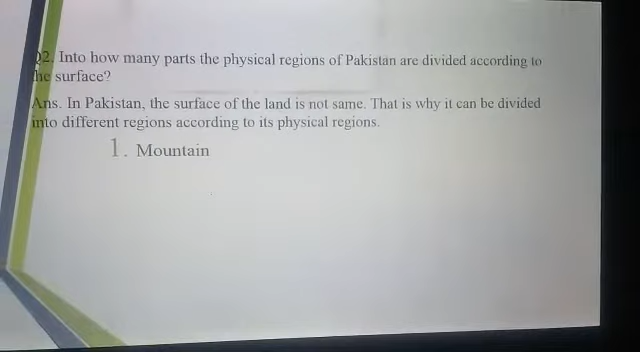 Q2. Into how many parts the physical regions of Pakistan are divided according to
the surface?
Ans. In Pakistan, the surface of the land is not same. That is why it can be divided
into different regions according to its physical regions.
1. Mountain